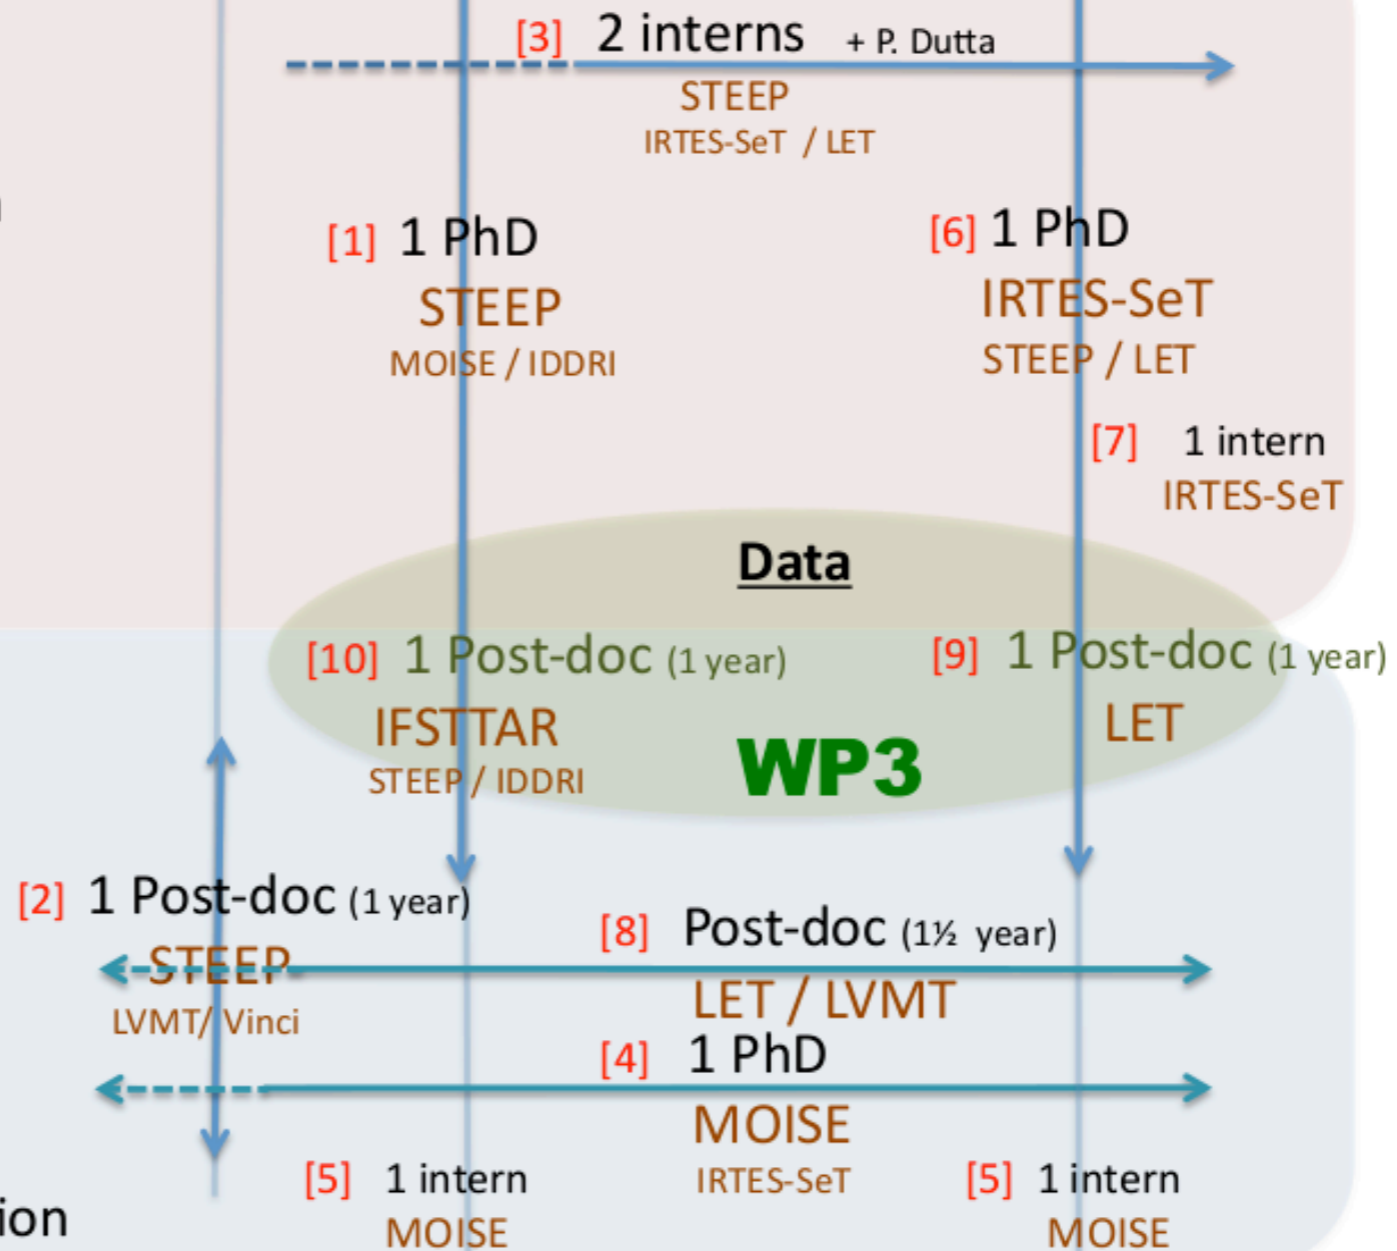 [3] 2 interns + P. Dutta
STEEP
IRTES-SeT / LET
[1] 1 PhD
STEEP
MOISE / IDDRI
[6] 1 PhD
IRTES-SeT
STEEP / LET
[7] 1 intern
IRTES-SeT
Data
[10] 1 Post-doc (1 year)
IFSTTAR
STEEP / IDDRI
[9] 1 Post-doc (1 year)
LET
WP3
[2] 1 Post-doc (1 year)
STEEP
LVMT/ Vinci
[8] Post-doc (1½ year)
LET / LVMT
[4] 1 PhD
MOISE
IRTES-SeT
[5] 1 intern
MOISE
[5] 1 intern
MOISE
ion